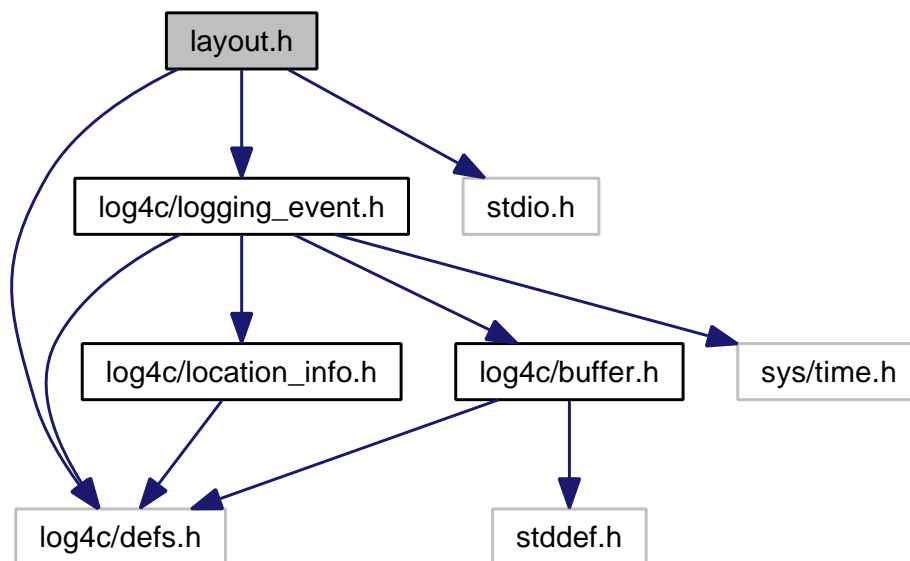 layout.h
log4c/logging_event.h
stdio.h
log4c/location_info.h
log4c/buffer.h
sys/time.h
log4c/defs.h
stddef.h